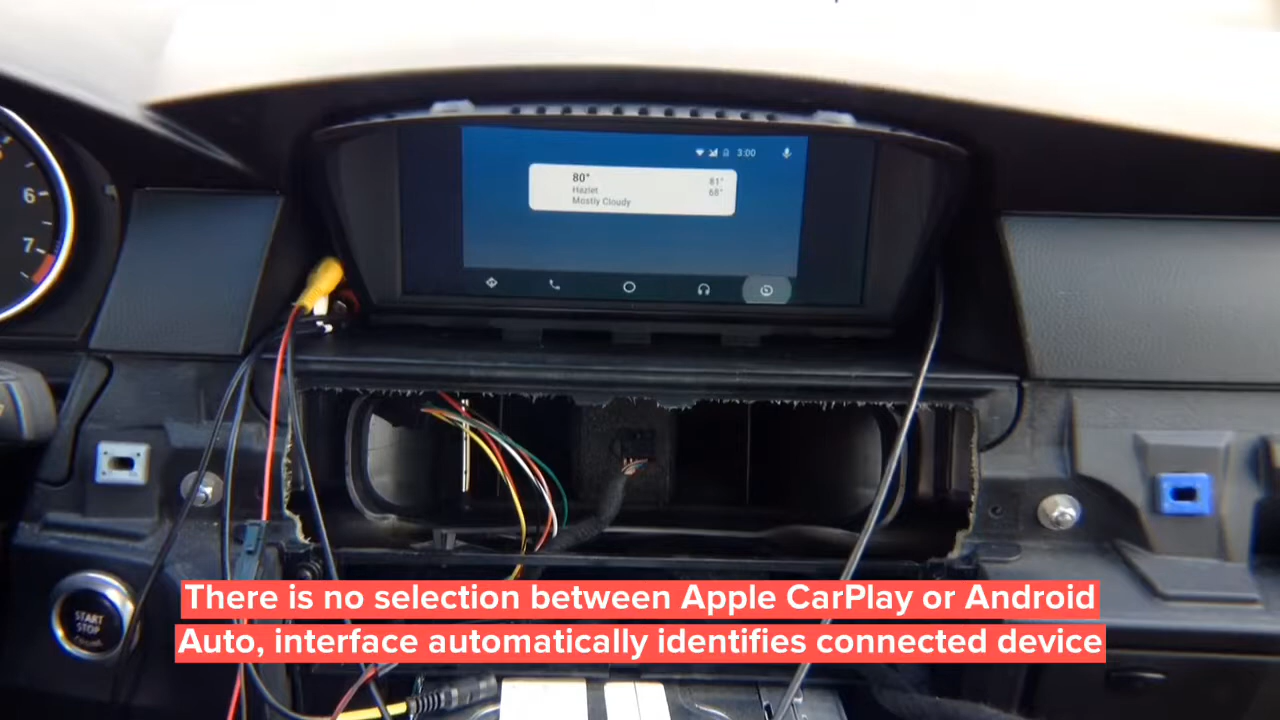 3:00
80°
81°
Hazlet
68°
Mostly Cloudy
6
7
START
STOP
There is no selection between Apple CarPlay or Android
Auto, interface automatically identifies connected device